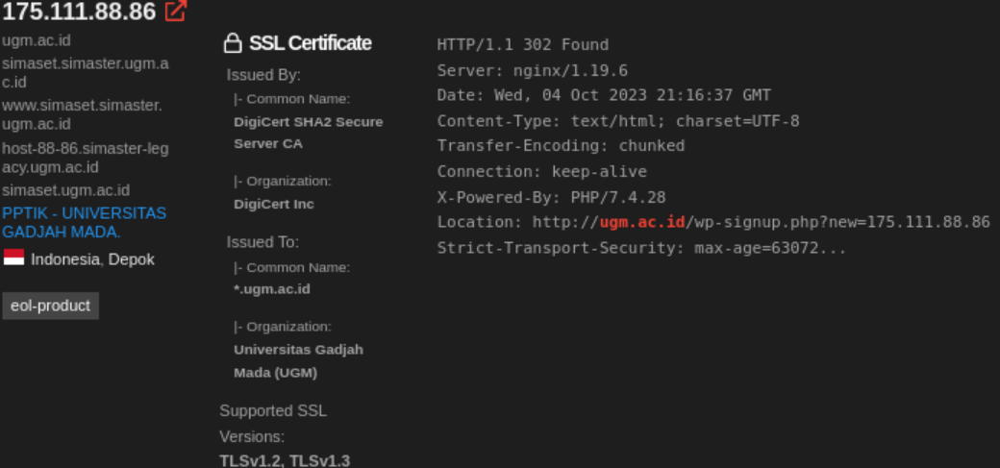 175.111.88.86
ugm.ac.id
simaset.simaster.ugm.a
c.id
www.simaset.simaster.
ugm.ac.id
host-88-86.simaster-leg
acy.ugm.ac.id
simaset.ugm.ac.id
PPTIK - UNIVERSITAS
GADJAH MADA.
Indonesia, Depok
eol-product
SSL Certificate
Issued By:
|- Common Name:
DigiCert SHA2 Secure
Server CA
|- Organization:
DigiCert Inc
Issued To:
|- Common Name:
*.ugm.ac.id
|- Organization:
Universitas Gadjah
Mada (UGM)
Supported SSL
Versions:
TLSv1.2, TLSv1.3
HTTP/1.1 302 Found
Server: nginx/1.19.6
Date: Wed, 04 Oct 2023 21:16:37 GMT
Content-Type: text/html; charset=UTF-8
Transfer-Encoding: chunked
Connection: keep-alive
X-Powered-By: PHP/7.4.28
Location: http://ugm.ac.id/wp-signup.php?new=175.111.88.86
Strict-Transport-Security: max-age=63072...